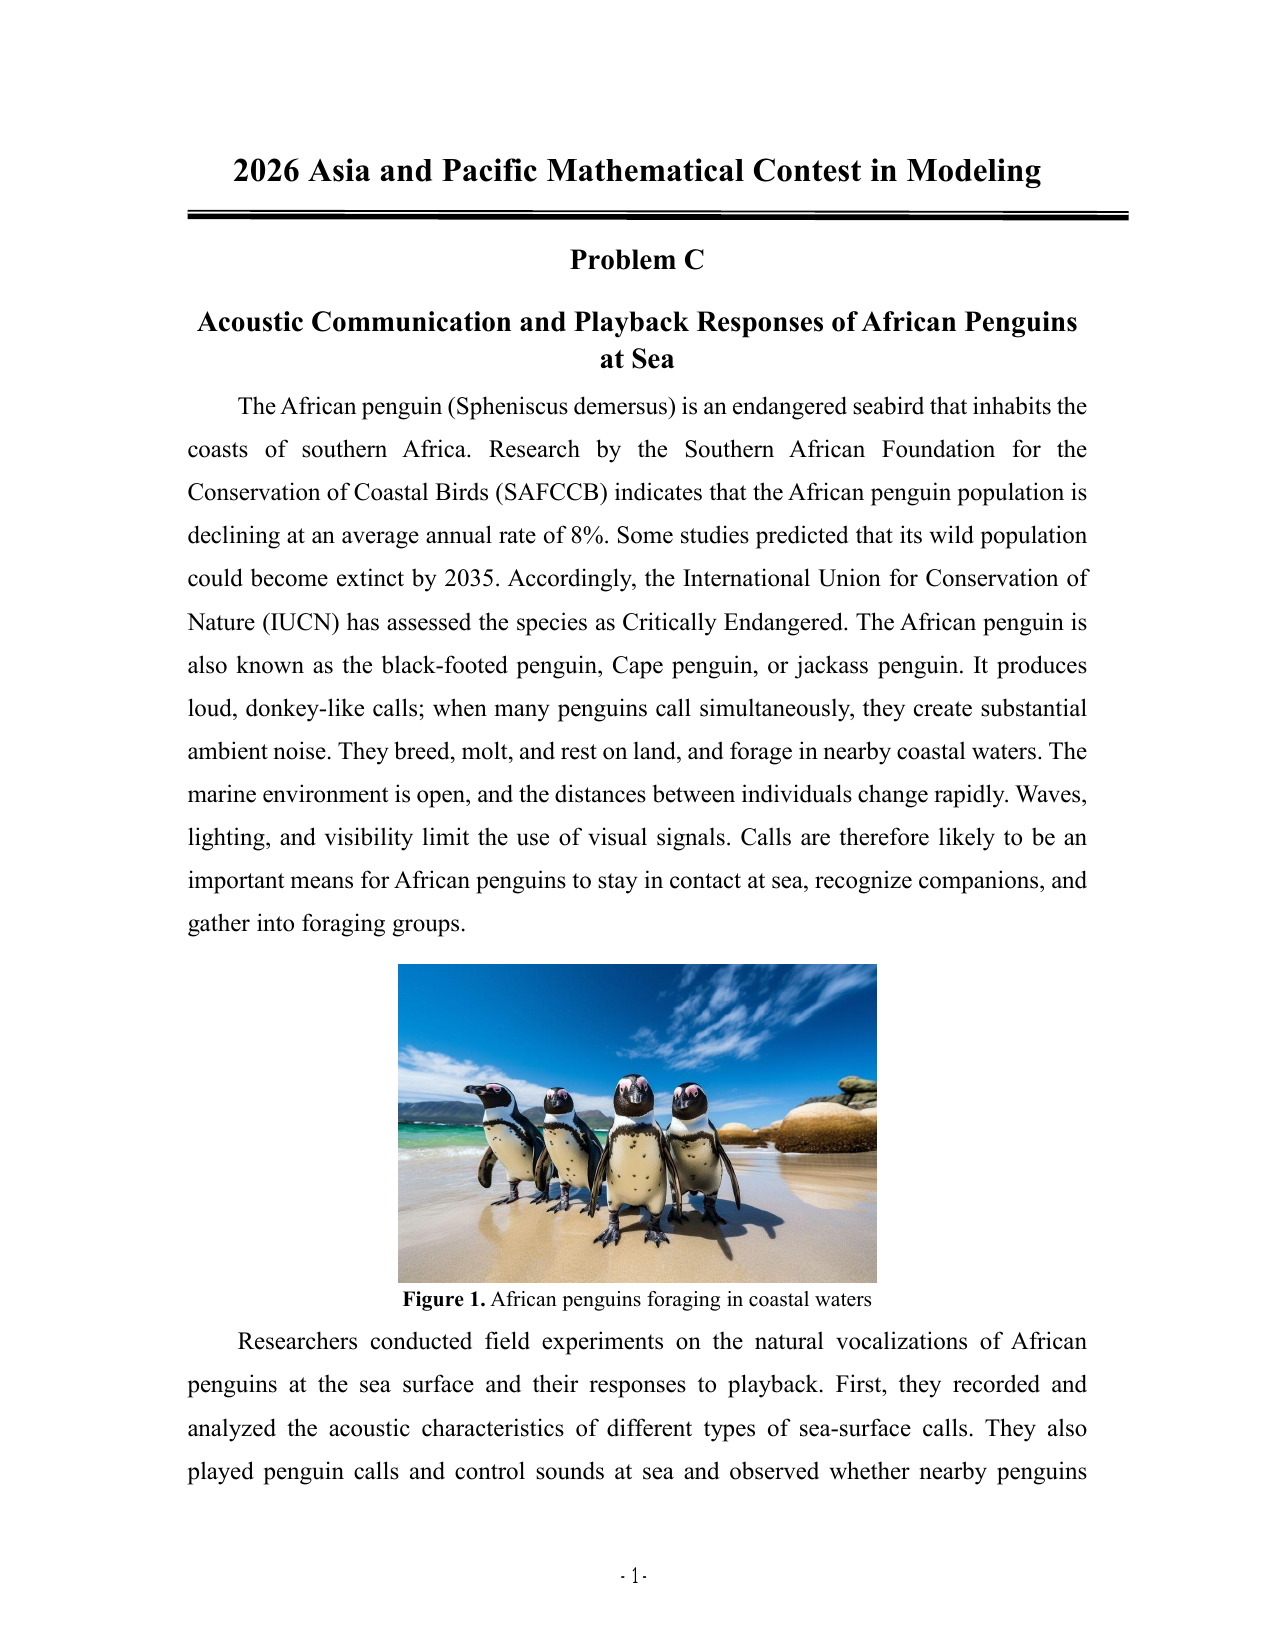 2026 Asia and Pacific Mathematical Contest in Modeling
Problem C
Acoustic Communication and Playback Responses of African Penguins
at Sea
The African penguin (Spheniscus demersus) is an endangered seabird that inhabits the
coasts of southern Africa. Research by the Southern African Foundation for the
Conservation of Coastal Birds (SAFCCB) indicates that the African penguin population is
declining at an average annual rate of 8%. Some studies predicted that its wild population
could become extinct by 2035. Accordingly, the International Union for Conservation of
Nature (IUCN) has assessed the species as Critically Endangered. The African penguin is
also known as the black-footed penguin, Cape penguin, or jackass penguin. It produces
loud, donkey-like calls; when many penguins call simultaneously, they create substantial
ambient noise. They breed, molt, and rest on land, and forage in nearby coastal waters. The
marine environment is open, and the distances between individuals change rapidly. Waves,
lighting, and visibility limit the use of visual signals. Calls are therefore likely to be an
important means for African penguins to stay in contact at sea, recognize companions, and
gather into foraging groups.
Figure 1. African penguins foraging in coastal waters
Researchers conducted field experiments on the natural vocalizations of African
penguins at the sea surface and their responses to playback. First, they recorded and
analyzed the acoustic characteristics of different types of sea-surface calls. They also
played penguin calls and control sounds at sea and observed whether nearby penguins
- 1 -